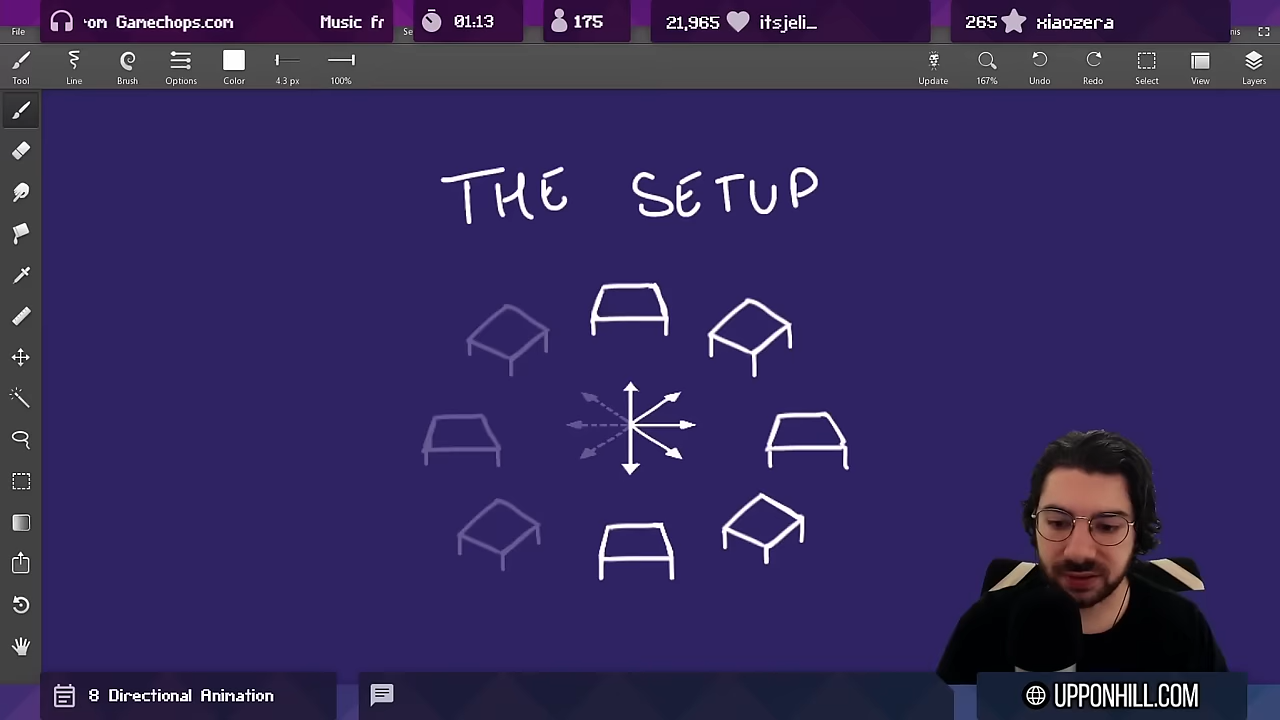 om Gamechops.com Music fr
01:13
175
21,965 itsjeli_
265 xiaozera
File
Tool
Line
Brush
Options
Color
4.3 px
100%
Update
167%
Undo
Redo
Select
View
Layers
THE SETUP
8 Directional Animation
UPPONHILL.COM